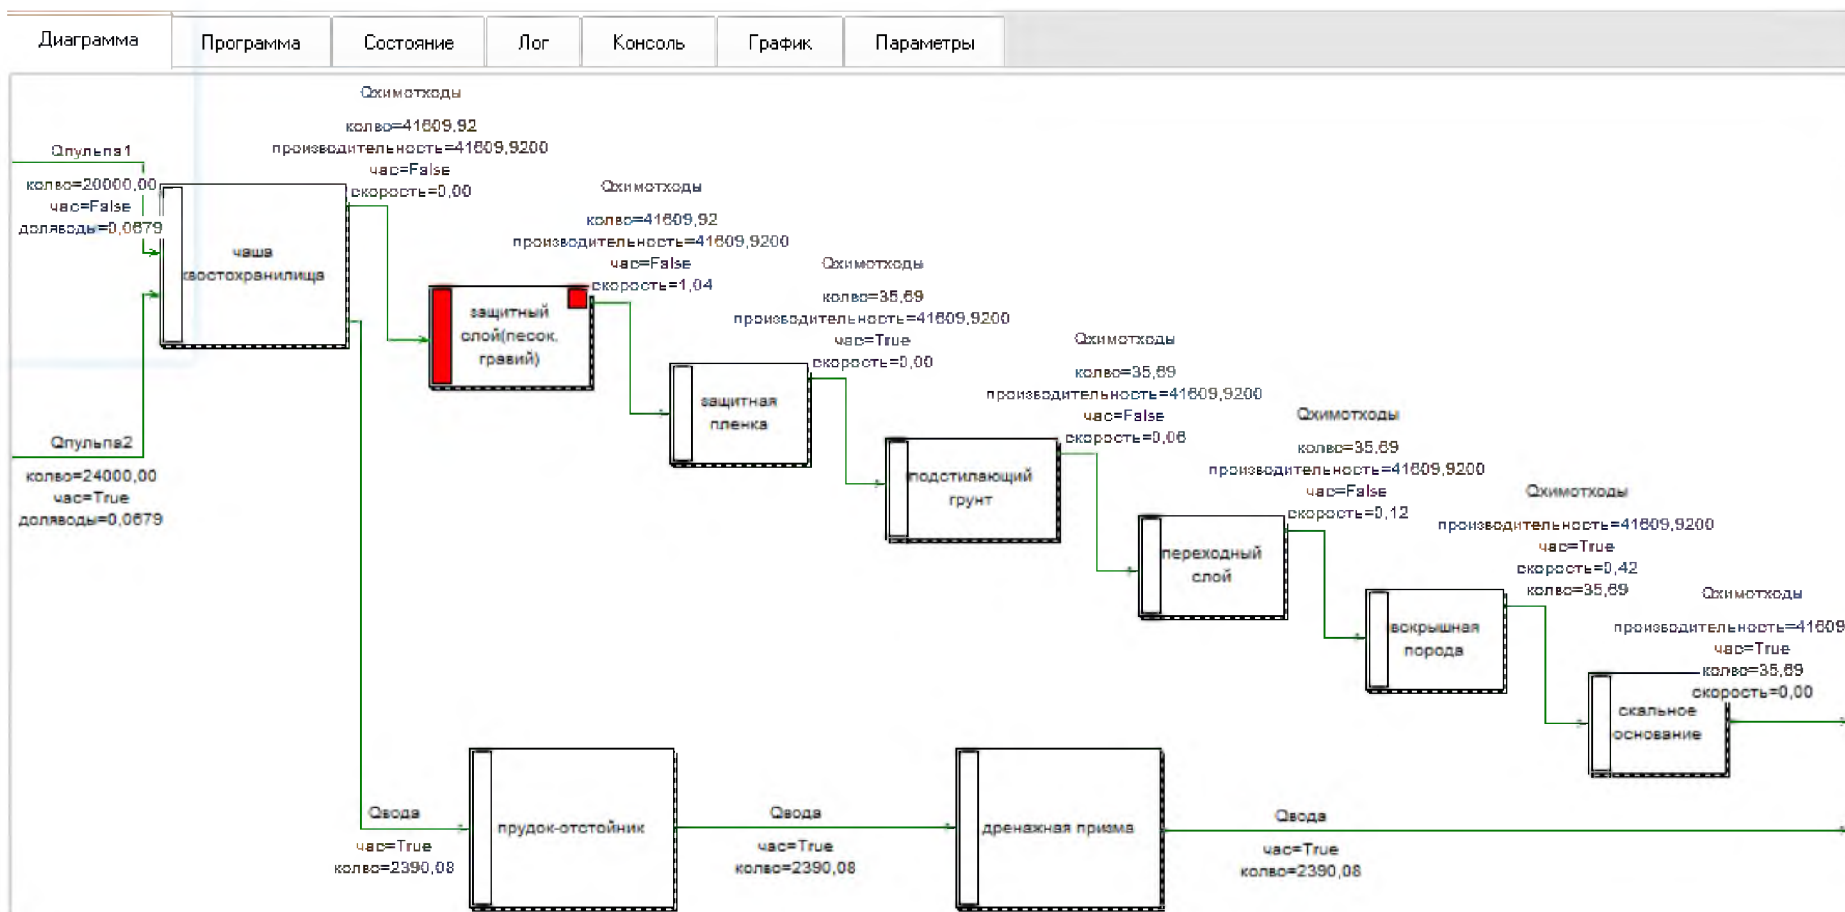 Диаграмма
Программа
Состояние
Лог
Консоль
График
Параметры
Qпульпа1
колво=20000,00
час=False
доляводы=0,0679
Qпульпа2
колво=24000,00
час=True
доляводы=0,0679
чаша
хвостохранилища
Qхимотходы
колво=41609,92
производительность=41609,9200
час=False
скорость=0,00
защитный
слой(песок,
гравий)
Qхимотходы
колво=41609,92
производительность=41609,9200
час=False
скорость=1,04
защитная
пленка
Qхимотходы
колво=35,69
производительность=41609,9200
час=True
скорость=0,00
подстилающий
грунт
Qхимотходы
колво=35,69
производительность=41609,9200
час=False
скорость=0,06
переходный
слой
Qхимотходы
колво=35,69
производительность=41609,9200
час=False
скорость=0,12
вскрышная
порода
Qхимотходы
производительность=41609,9200
час=True
скорость=0,42
колво=35,69
скальное
основание
Qхимотходы
производительность=41609
час=True
колво=35,69
скорость=0,00
Qвода
час=True
колво=2390,08
прудок-отстойник
Qвода
час=True
колво=2390,08
дренажная призма
Qвода
час=True
колво=2390,08